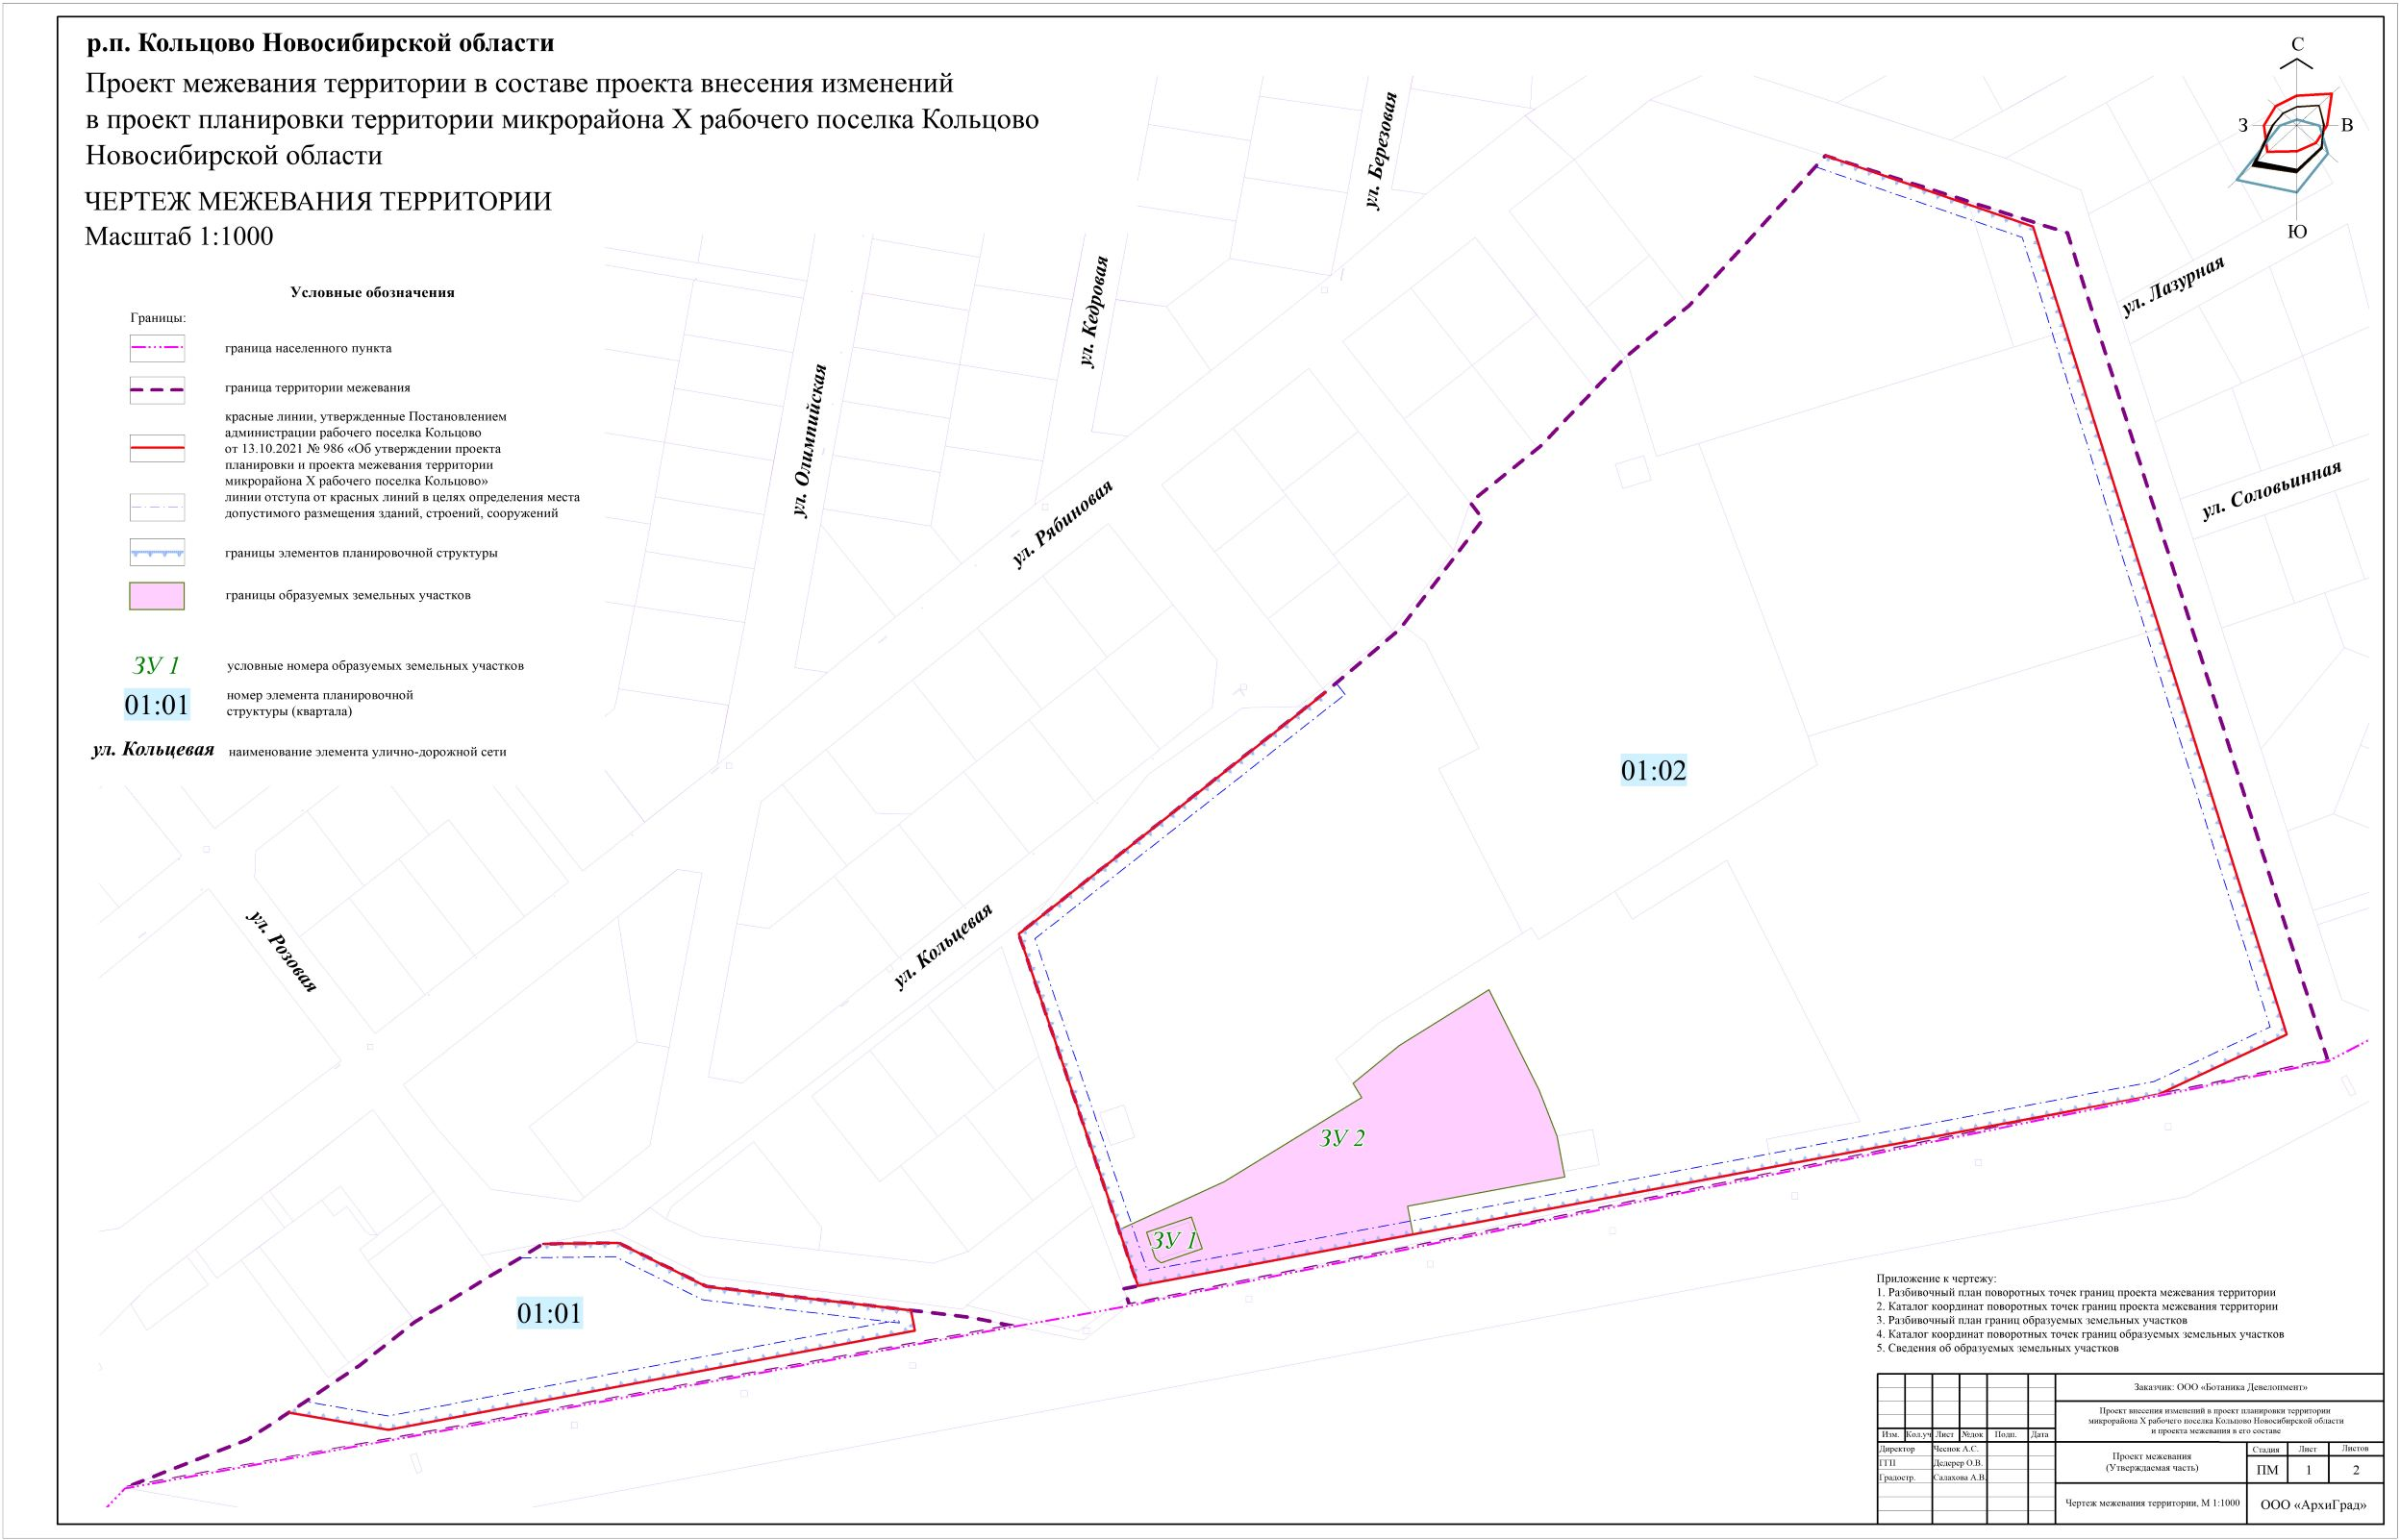 р.п. Кольцово Новосибирской области
Проект межевания территории в составе проекта внесения изменений
в проект планировки территории микрорайона X рабочего поселка Кольцово
Новосибирской области
ЧЕРТЕЖ МЕЖЕВАНИЯ ТЕРРИТОРИИ
Масштаб 1:1000
Условные обозначения
Границы:
граница населенного пункта
граница территории межевания
красные линии, утвержденные Постановлением
администрации рабочего поселка Кольцово
от 13.10.2021 № 986 «Об утверждении проекта
планировки и проекта межевания территории
микрорайона X рабочего поселка Кольцово»
линии отступа от красных линий в целях определения места
допустимого размещения зданий, строений, сооружений
границы элементов планировочной структуры
границы образуемых земельных участков
ЗУ 1
условные номера образуемых земельных участков
01:01
номер элемента планировочной
структуры (квартала)
ул. Кольцевая
наименование элемента улично-дорожной сети
С
З
В
Ю
ул. Березовая
ул. Кедровая
ул. Олимпийская
ул. Рябиновая
ул. Лазурная
ул. Соловьинная
ул. Розовая
ул. Кольцевая
01:02
ЗУ 2
ЗУ 1
01:01
Приложение к чертежу:
1. Разбивочный план поворотных точек границ проекта межевания территории
2. Каталог координат поворотных точек границ проекта межевания территории
3. Разбивочный план границ образуемых земельных участков
4. Каталог координат поворотных точек границ образуемых земельных участков
5. Сведения об образуемых земельных участков
Заказчик: ООО «Ботаника Девелопмент»
Проект внесения изменений в проект планировки территории
микрорайона X рабочего поселка Кольцово Новосибирской области
и проекта межевания в его составе
Изм. Кол.уч Лист №док Подп. Дата
Директор Чеснок А.С.
ГГП Дедерер О.В.
Градостр. Салахова А.В.
Проект межевания
(Утверждаемая часть)
Стадия Лист Листов
ПМ 1 2
Чертеж межевания территории, М 1:1000
ООО «АрхиГрад»